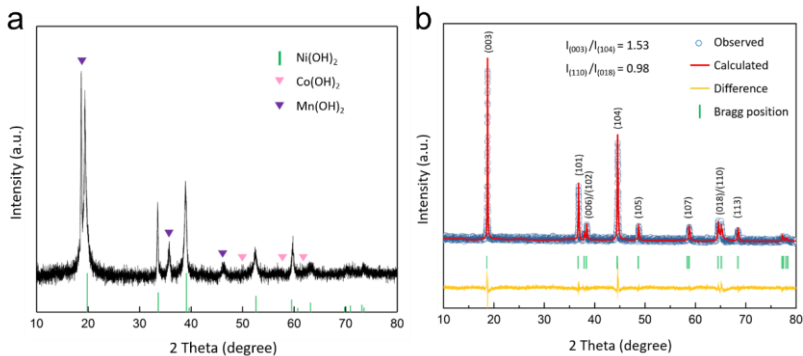 a
Ni(OH)₂
Co(OH)₂
Mn(OH)₂
Intensity (a.u.)
10 20 30 40 50 60 70 80
2 Theta (degree)
b
(003)
(101)
(006)/(102)
(104)
(105)
(107)
(018)/(110)
(113)
I(003)/I(104) = 1.53
I(110)/I(018) = 0.98
Observed
Calculated
Difference
Bragg position
Intensity (a.u.)
10 20 30 40 50 60 70 80
2 Theta (degree)